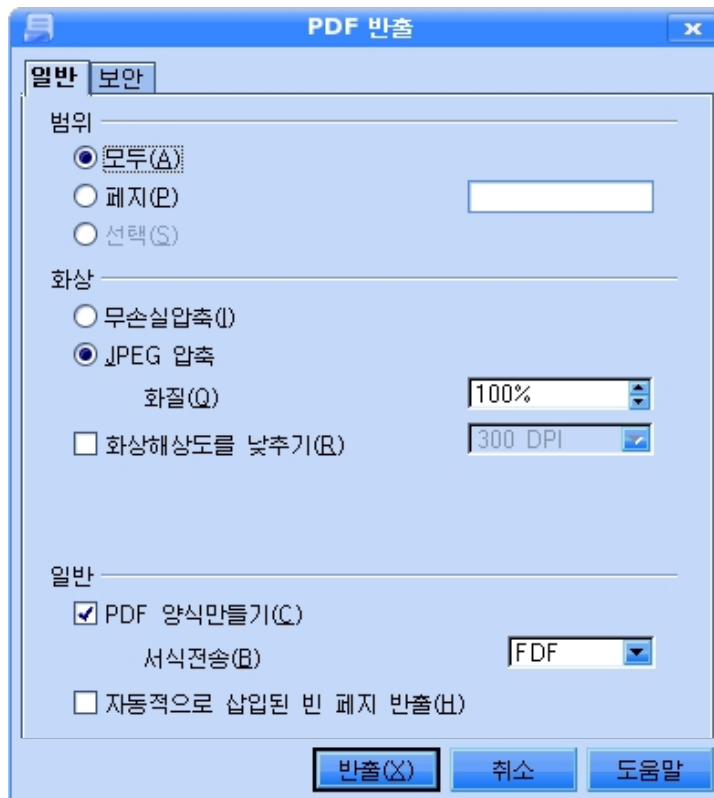 PDF 반출
일반 보안
범위
모두(A)
페지(P)
선택(S)
화상
무손실압축(I)
JPEG 압축
화질(Q) 100%
화상해상도를 낮추기(R) 300 DPI
일반
PDF 양식만들기(C)
서식전송(B) FDF
자동적으로 삽입된 빈 페지 반출(H)
반출(X) 취소 도움말